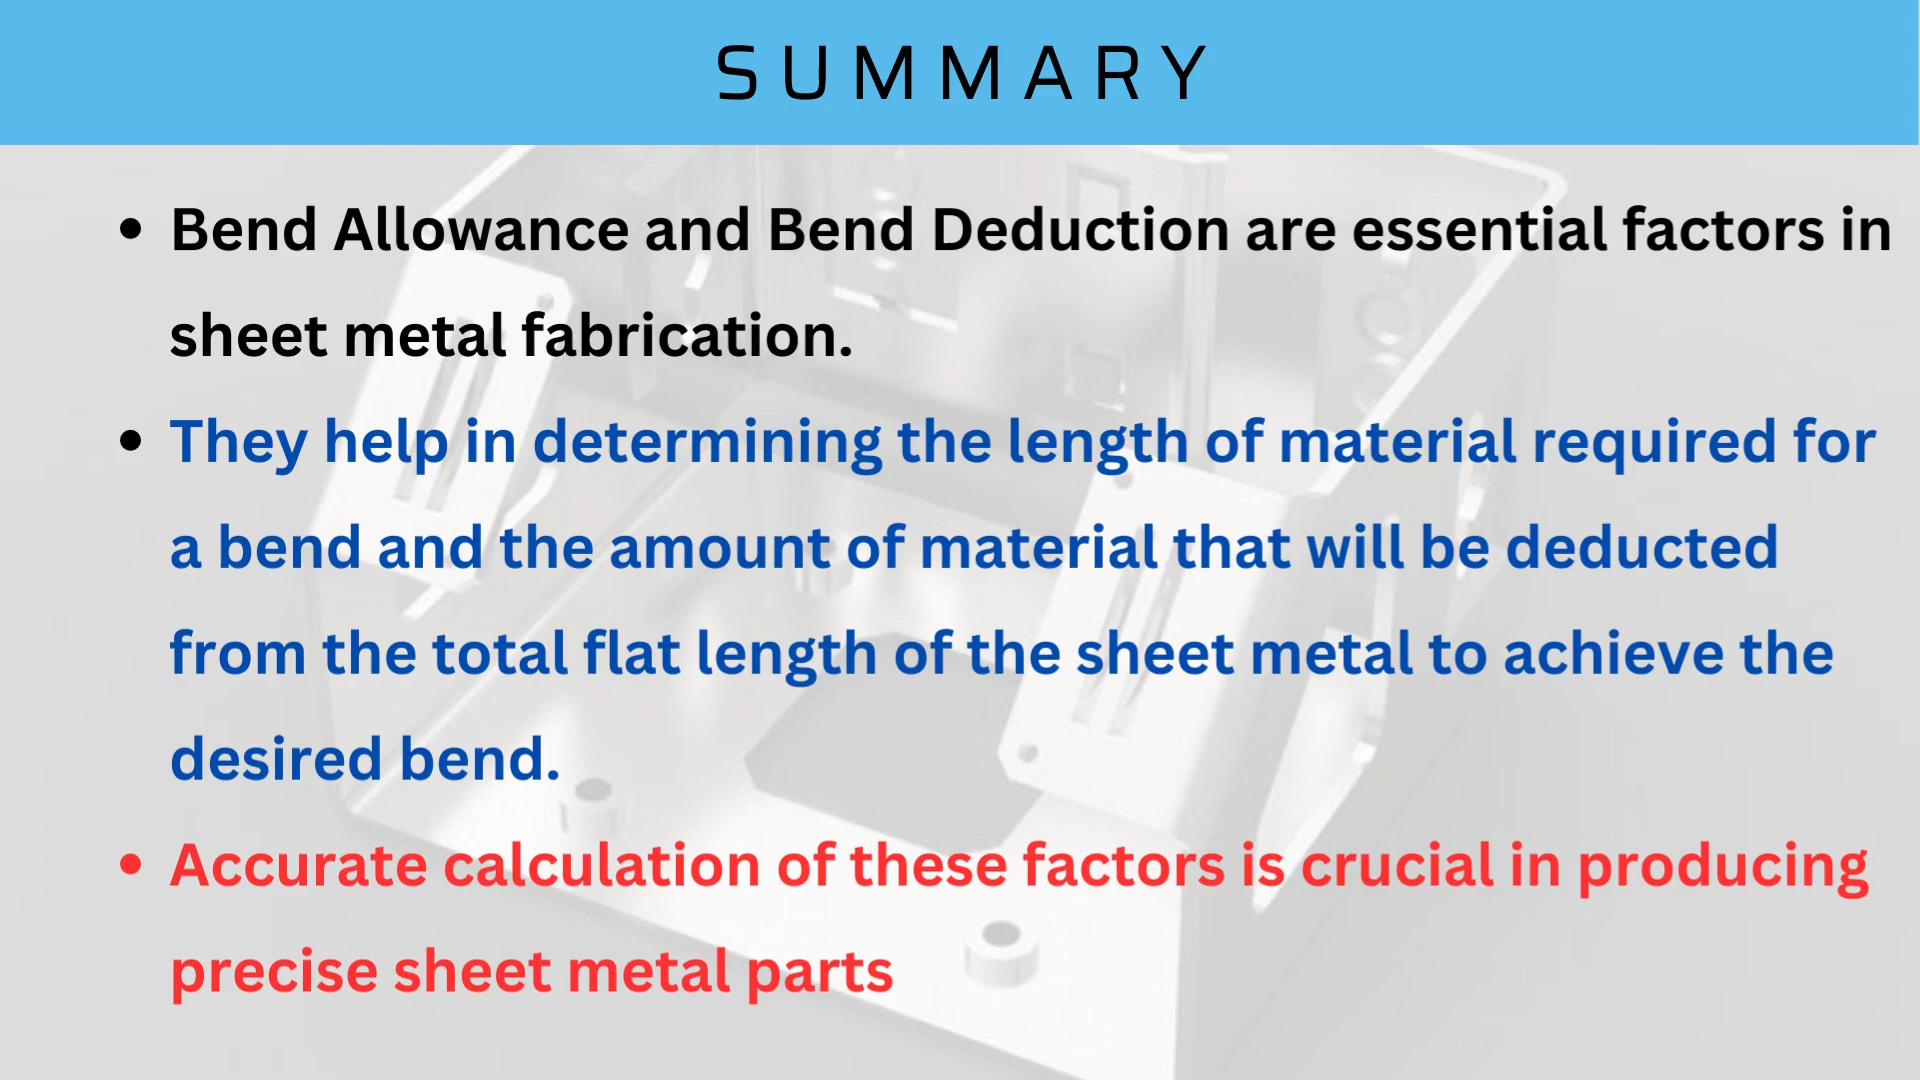 SUMMARY
• Bend Allowance and Bend Deduction are essential factors in
sheet metal fabrication.
• They help in determining the length of material required for
a bend and the amount of material that will be deducted
from the total flat length of the sheet metal to achieve the
desired bend.
• Accurate calculation of these factors is crucial in producing
precise sheet metal parts